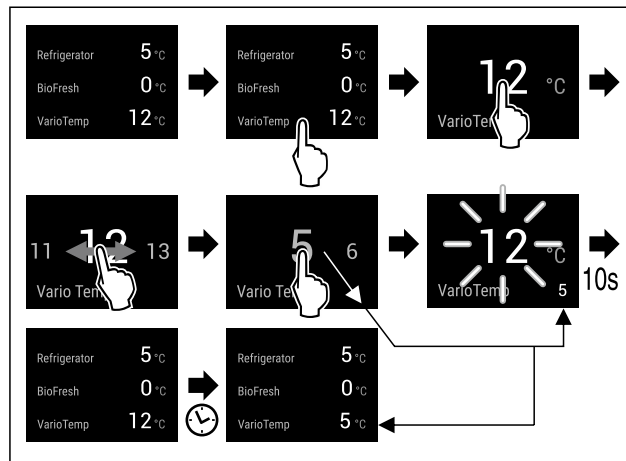 Refrigerator 5 °C
BioFresh 0 °C
VarioTemp 12 °C
Refrigerator 5 °C
BioFresh 0 °C
VarioTemp 12 °C
12 °C
VarioTemp
11 12 13
Vario Temp
5 6
Vario Temp
12 °C
VarioTemp 5
10s
Refrigerator 5 °C
BioFresh 0 °C
VarioTemp 12 °C
Refrigerator 5 °C
BioFresh 0 °C
VarioTemp 5 °C